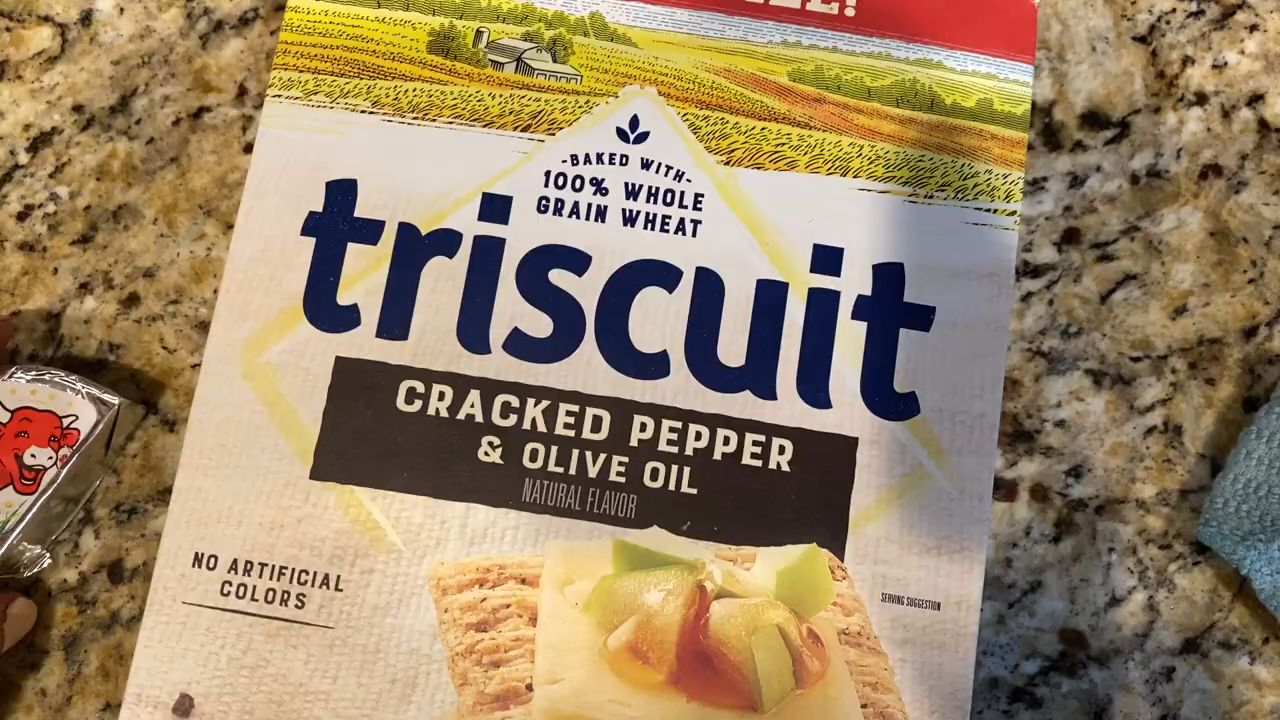 -BAKED WITH-
100% WHOLE
GRAIN WHEAT
triscuit
CRACKED PEPPER
& OLIVE OIL
NATURAL FLAVOR
NO ARTIFICIAL
COLORS
SERVING SUGGESTION